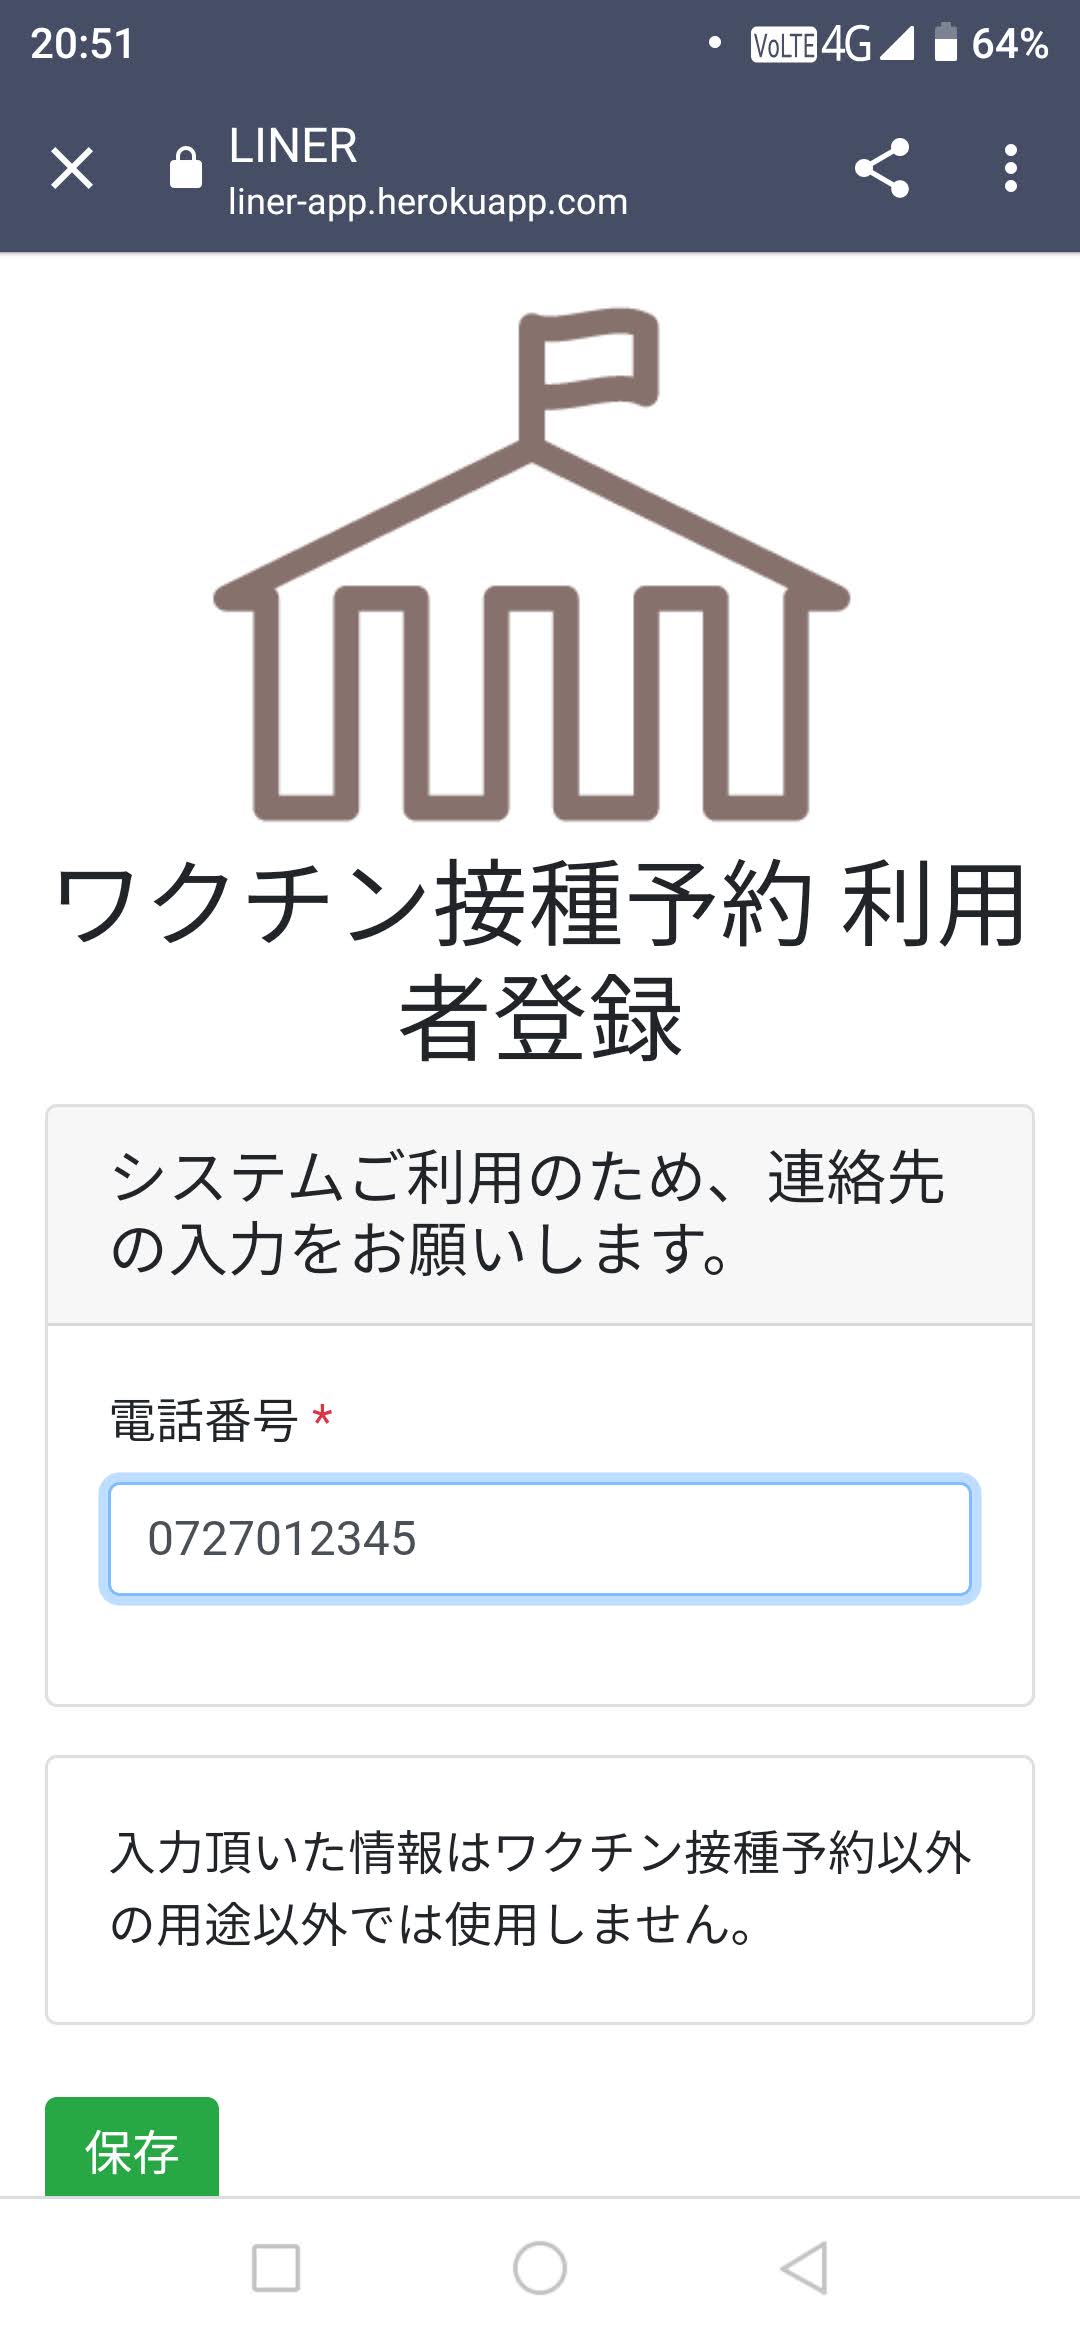 20:51
VoLTE 4G 64%
LINER
liner-app.herokuapp.com
ワクチン接種予約 利用
者登録
システムご利用のため、連絡先
の入力をお願いします。
電話番号 *
0727012345
入力頂いた情報はワクチン接種予約以外
の用途以外では使用しません。
保存